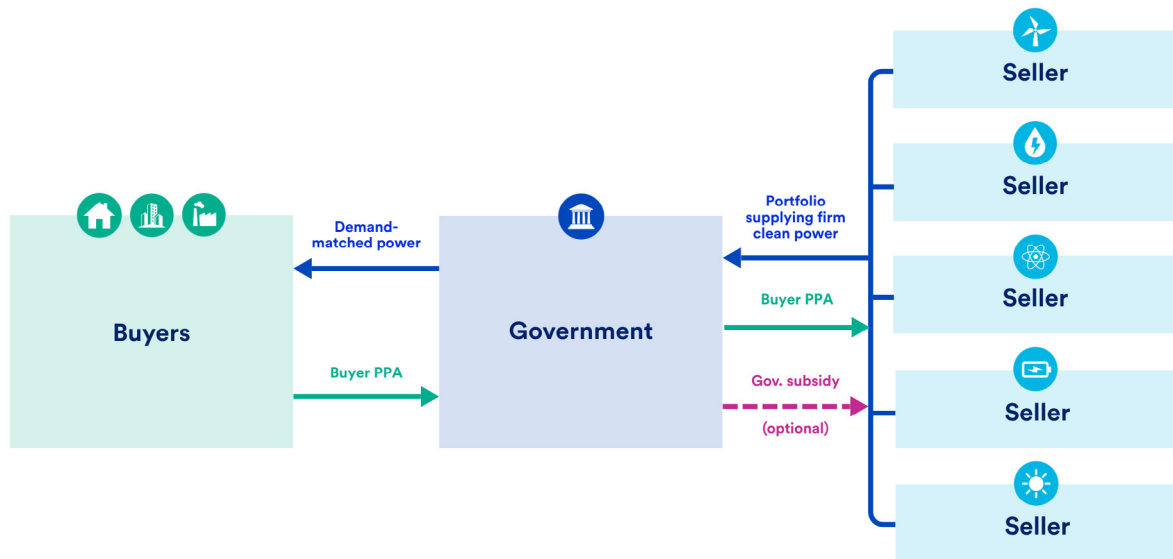 Seller
Seller
Portfolio
supplying firm
clean power
Demand-
matched power
Seller
Buyer PPA
Buyers
Government
Buyer PPA
Gov. subsidy
(optional)
Seller
Seller